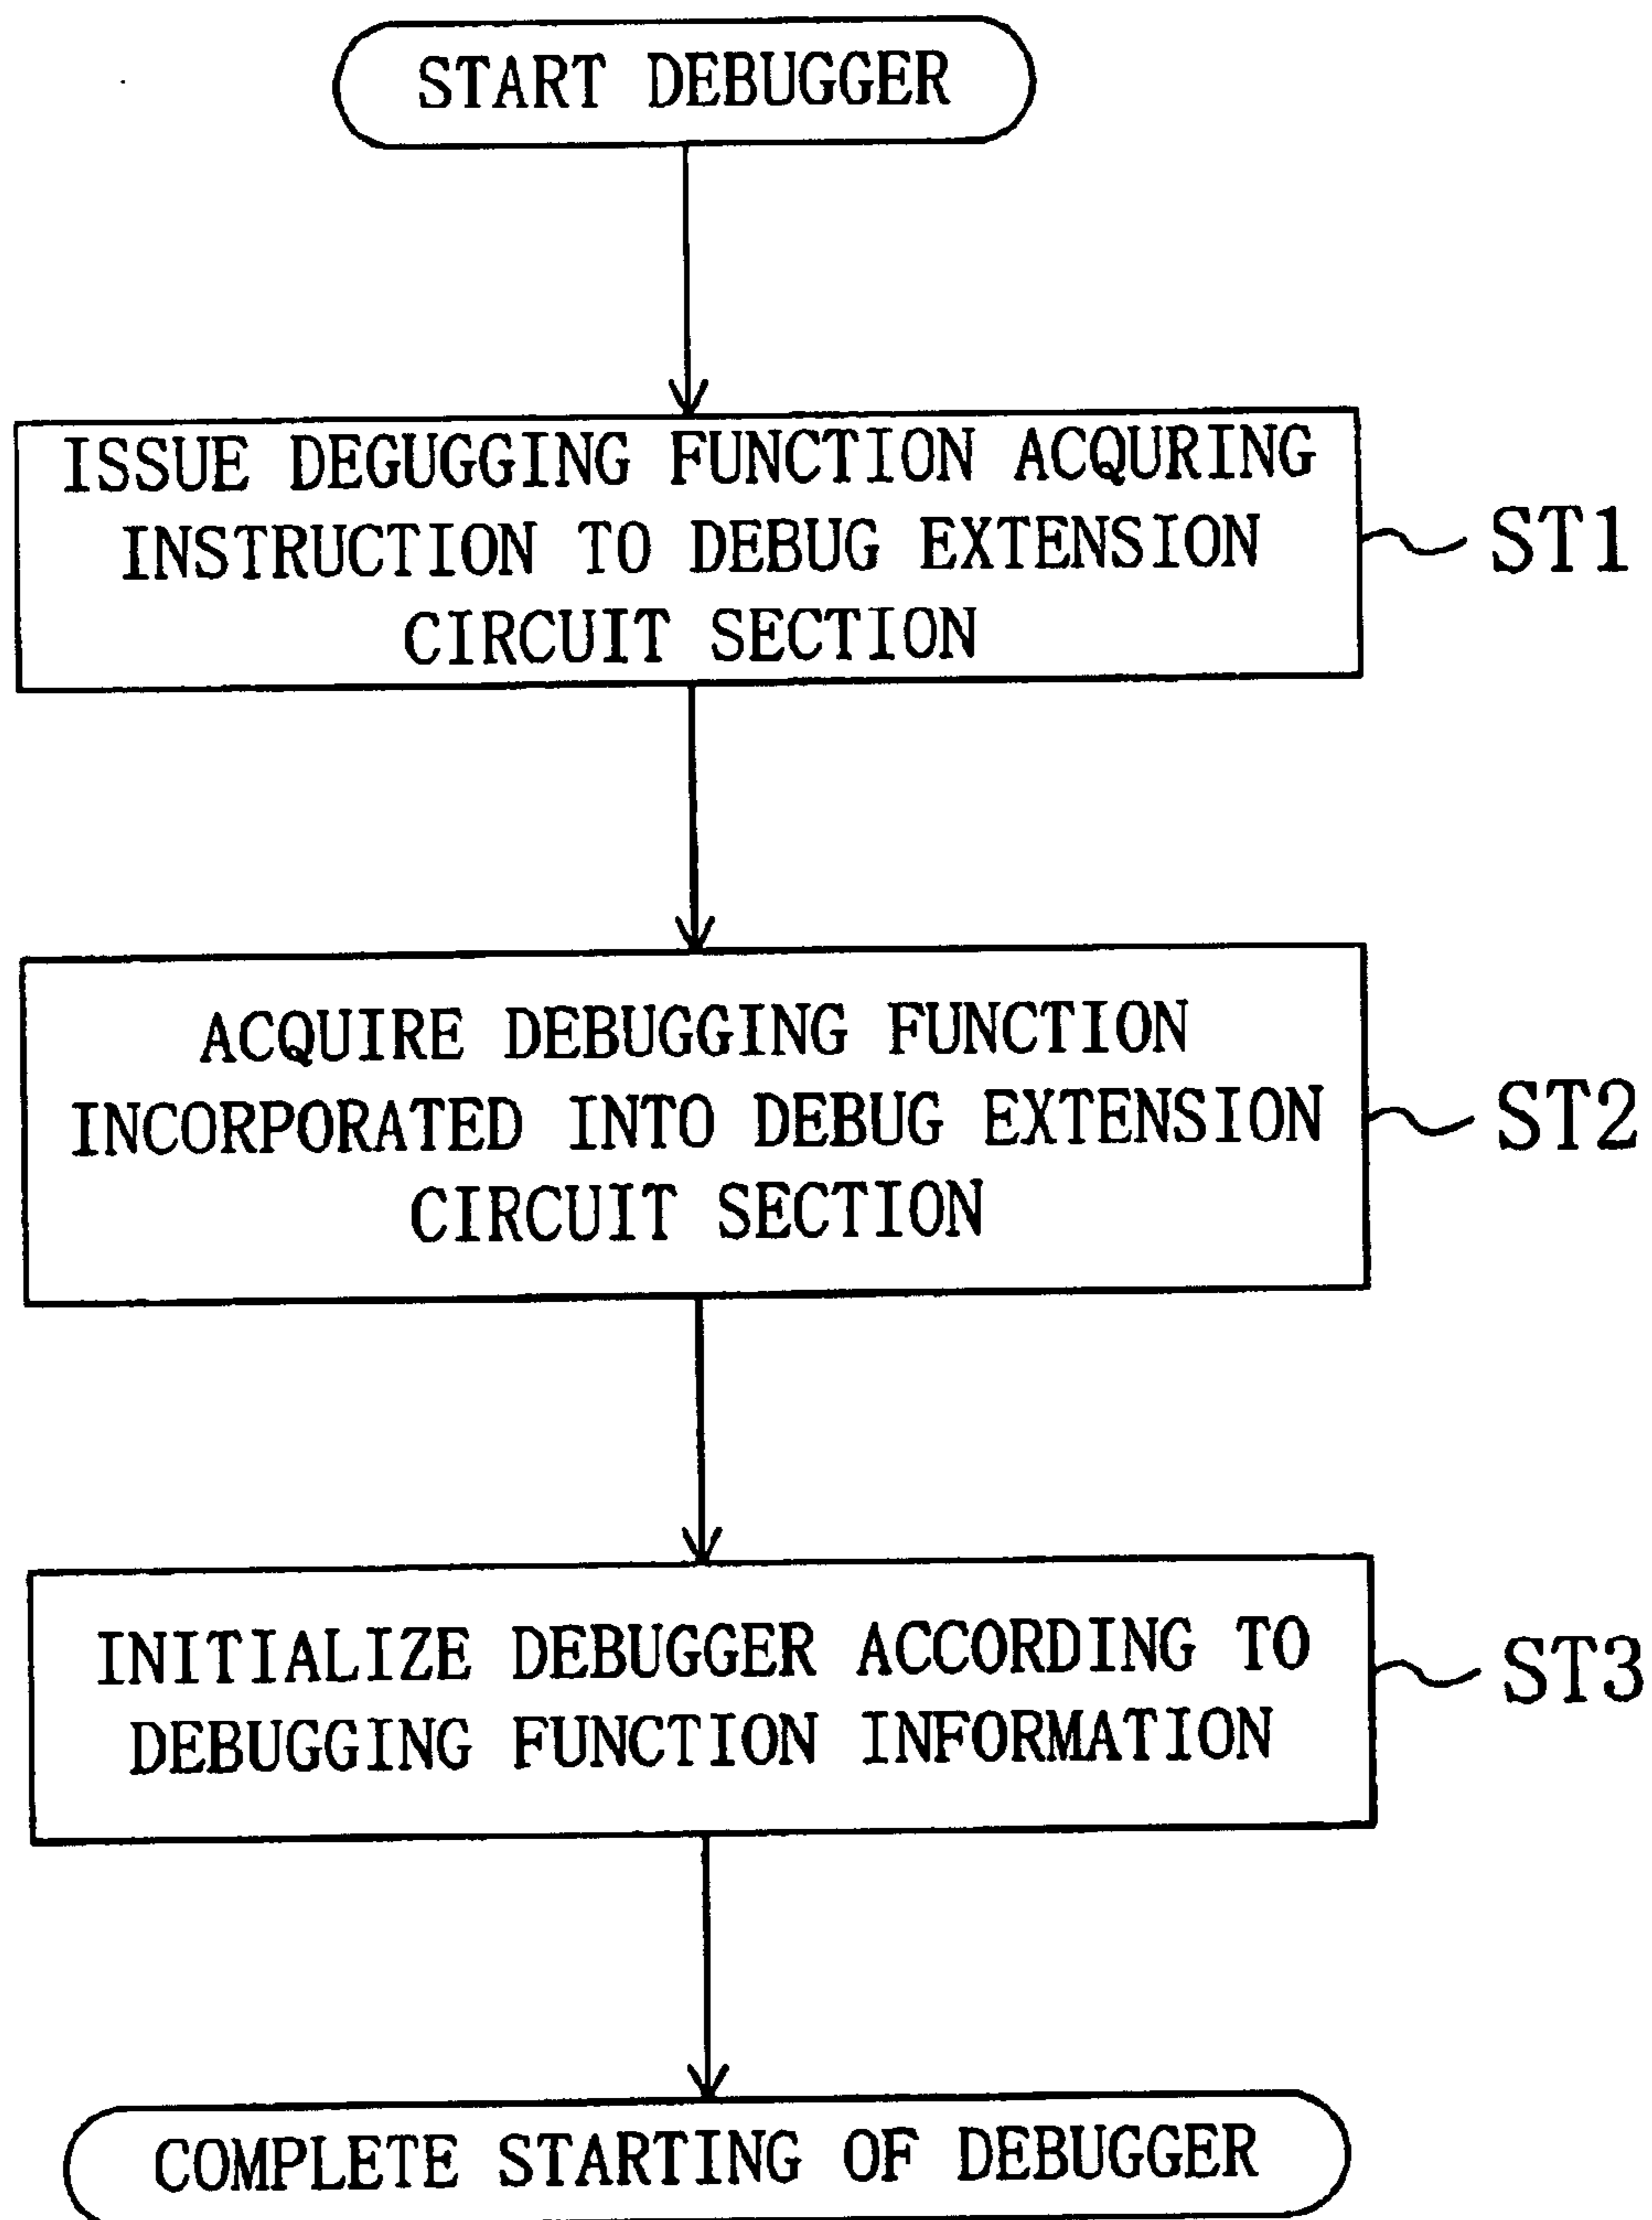 START DEBUGGER
ISSUE DEGUGGING FUNCTION ACQURING
INSTRUCTION TO DEBUG EXTENSION
CIRCUIT SECTION
ST1
ACQUIRE DEBUGGING FUNCTION
INCORPORATED INTO DEBUG EXTENSION
CIRCUIT SECTION
ST2
INITIALIZE DEBUGGER ACCORDING TO
DEBUGGING FUNCTION INFORMATION
ST3
COMPLETE STARTING OF DEBUGGER